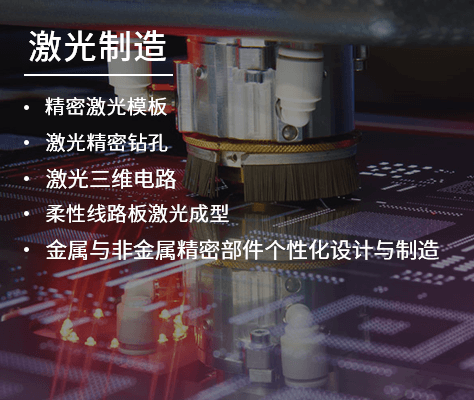 激光制造
• 精密激光模板
• 激光精密钻孔
• 激光三维电路
• 柔性线路板激光成型
• 金属与非金属精密部件个性化设计与制造